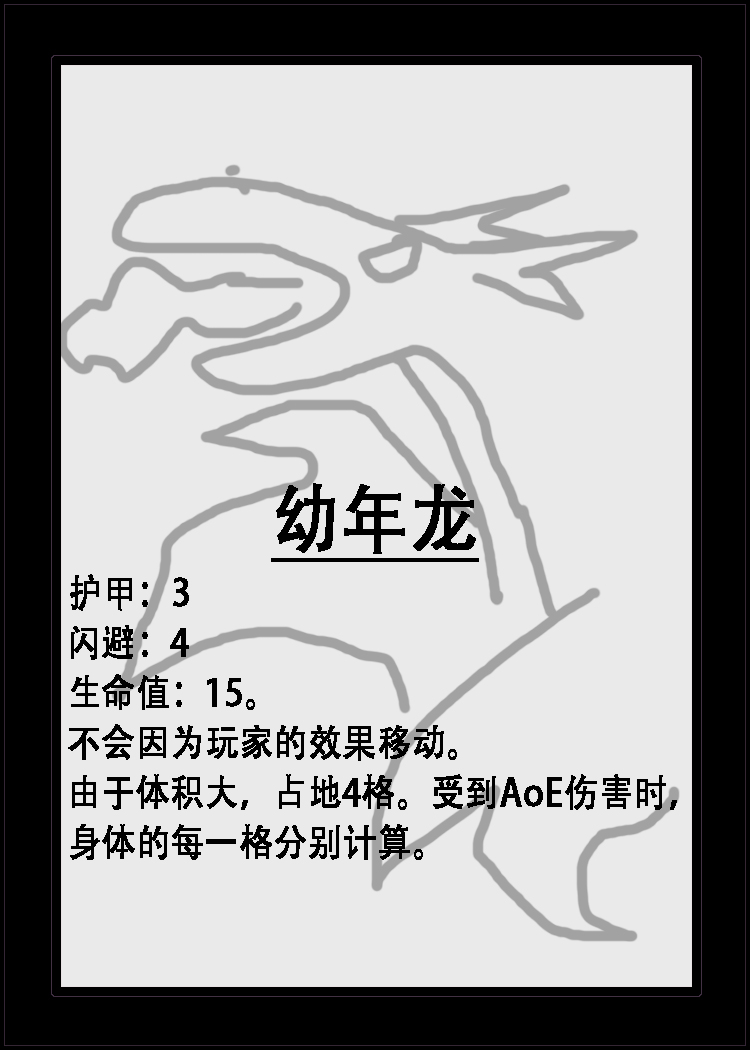 幼年龙
护甲：3
闪避：4
生命值：15。
不会因为玩家的效果移动。
由于体积大，占地4格。受到AoE伤害时，
身体的每一格分别计算。